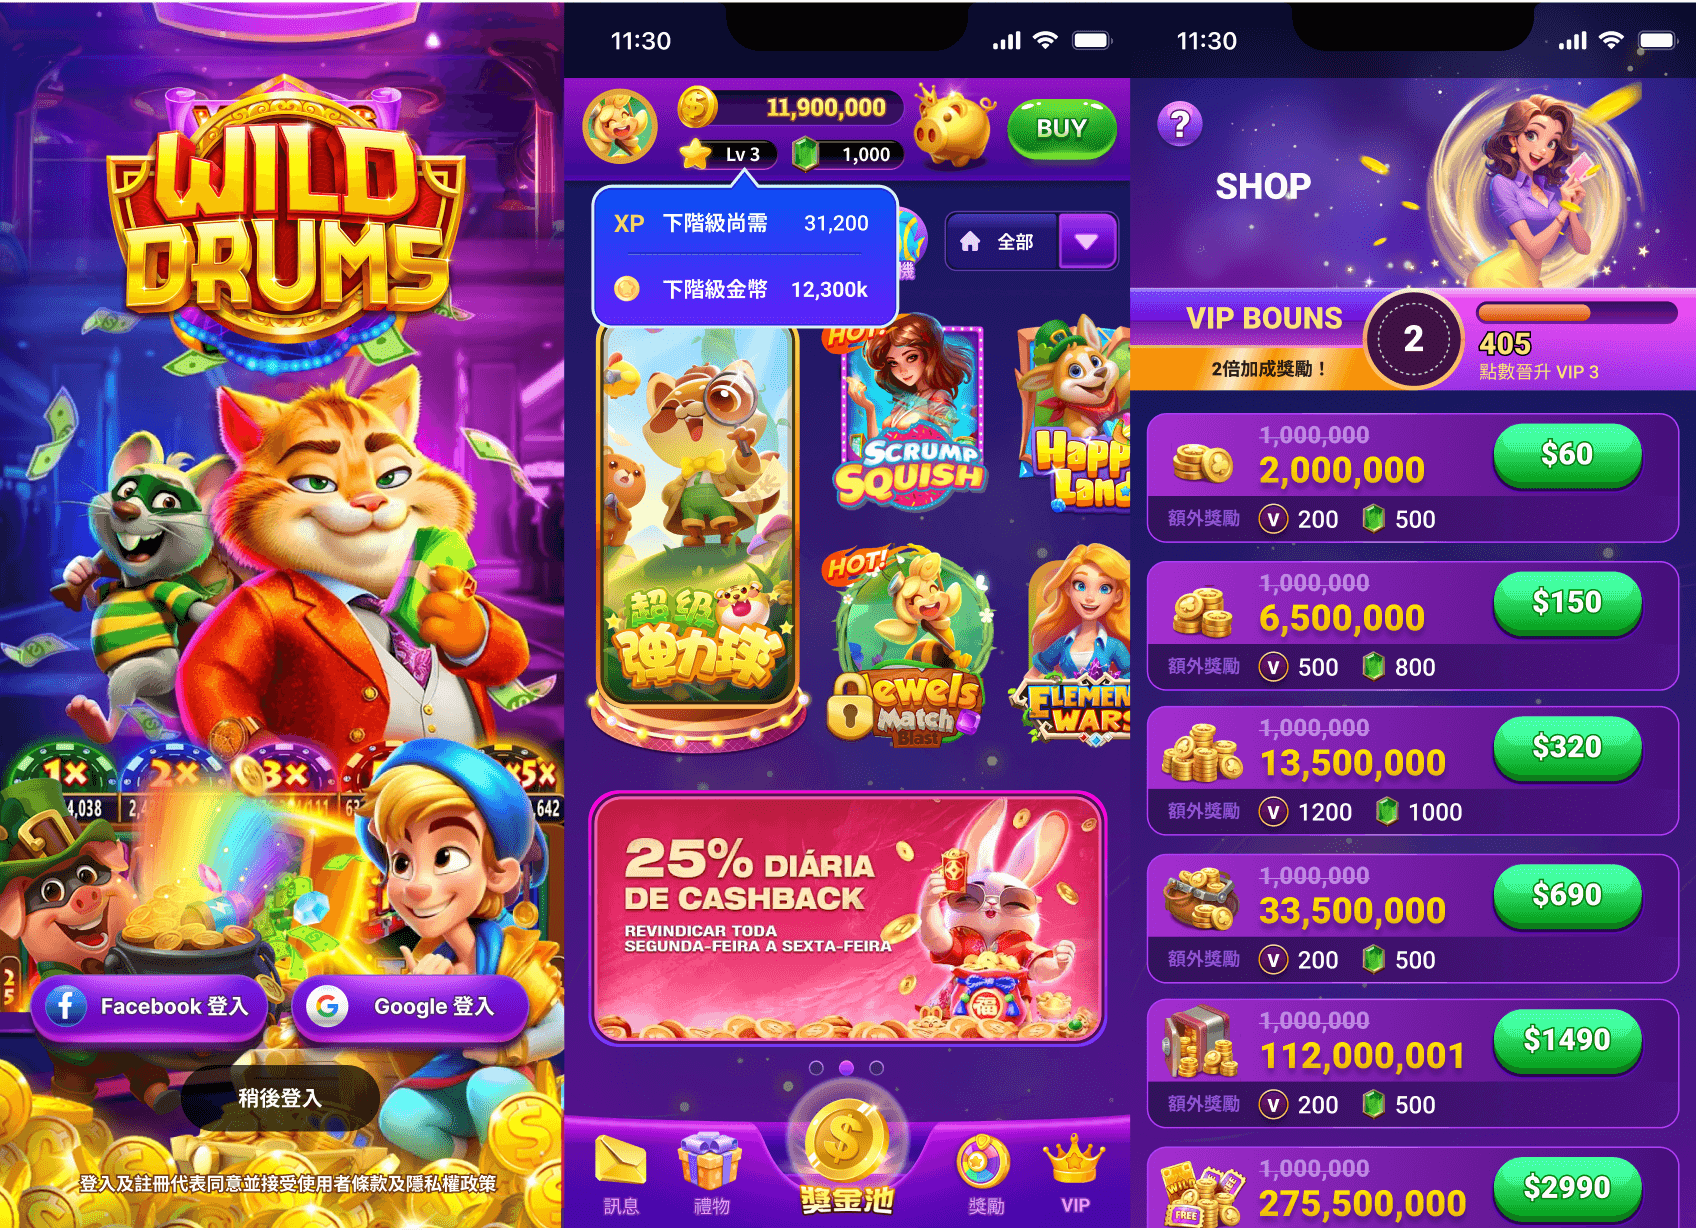 WILD
DRUMS
1X
2X
3X
X5X
4,038
,642
Facebook 登入
Google 登入
稍後登入
登入及註冊代表同意並接受使用者條款及隱私權政策
11:30
11,900,000
Lv 3
1,000
BUY
XP 下階級尚需 31,200
下階級金幣 12,300k
機
全部
HOT!
SCRUMP
SQUISH
Happ
Land
超级
弹力球
HOT!
Jewels
Match
Blast
ELEMEN
WARS
25% DIÁRIA
DE CASHBACK
REVINDICAR TODA
SEGUNDA-FEIRA A SEXTA-FEIRA
福
訊息
禮物
獎金池
獎勵
VIP
11:30
?
SHOP
VIP BOUNS
2倍加成獎勵！
2
405
點數晉升 VIP 3
1,000,000
2,000,000
$60
額外獎勵 V 200 500
1,000,000
6,500,000
$150
額外獎勵 V 500 800
1,000,000
13,500,000
$320
額外獎勵 V 1200 1000
1,000,000
33,500,000
$690
額外獎勵 V 200 500
1,000,000
112,000,001
$1490
額外獎勵 V 200 500
1,000,000
275,500,000
$2990
WILD
FREE